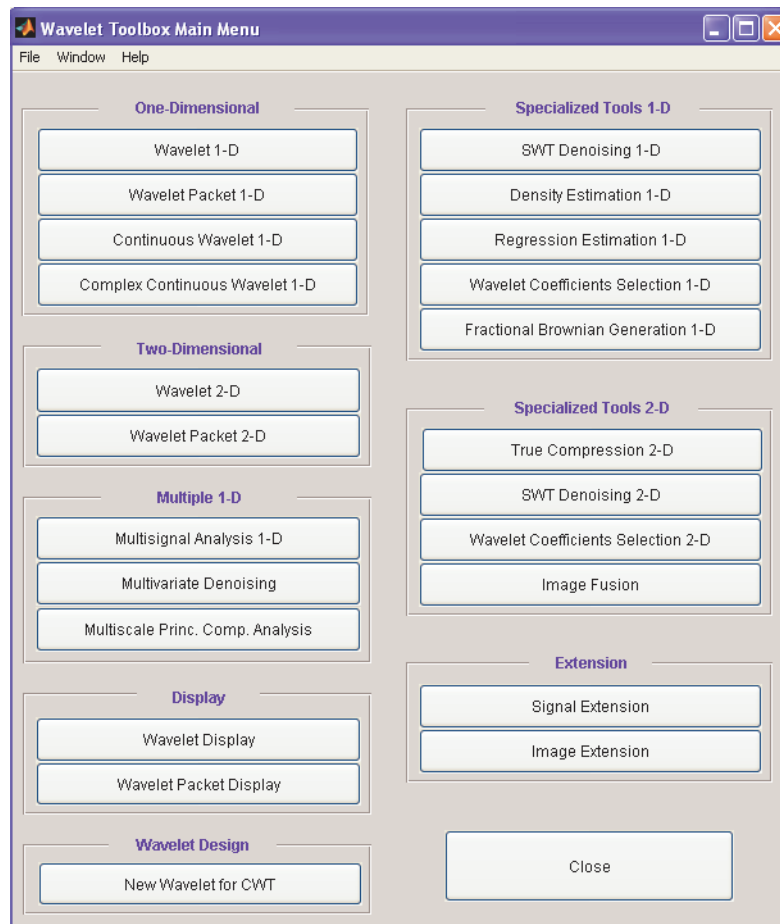 Wavelet Toolbox Main Menu
File Window Help
One-Dimensional
Wavelet 1-D
Wavelet Packet 1-D
Continuous Wavelet 1-D
Complex Continuous Wavelet 1-D
Two-Dimensional
Wavelet 2-D
Wavelet Packet 2-D
Multiple 1-D
Multisignal Analysis 1-D
Multivariate Denoising
Multiscale Princ. Comp. Analysis
Display
Wavelet Display
Wavelet Packet Display
Wavelet Design
New Wavelet for CWT
Specialized Tools 1-D
SWT Denoising 1-D
Density Estimation 1-D
Regression Estimation 1-D
Wavelet Coefficients Selection 1-D
Fractional Brownian Generation 1-D
Specialized Tools 2-D
True Compression 2-D
SWT Denoising 2-D
Wavelet Coefficients Selection 2-D
Image Fusion
Extension
Signal Extension
Image Extension
Close